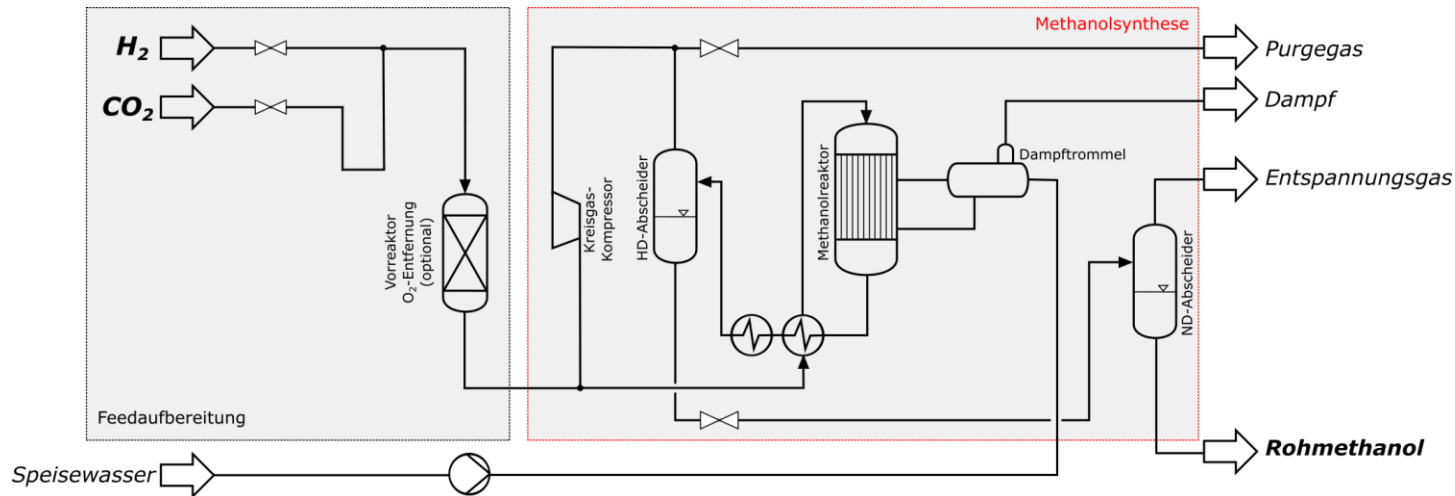 Methanolsynthese
H₂
CO₂
Purgegas
Dampf
Dampftrommel
Entspannungsgas
Vorreaktor
O₂-Entfernung
(optional)
Kreisgas-
Kompressor
HD-Abscheider
Methanolreaktor
ND-Abscheider
Feedaufbereitung
Rohmethanol
Speisewasser